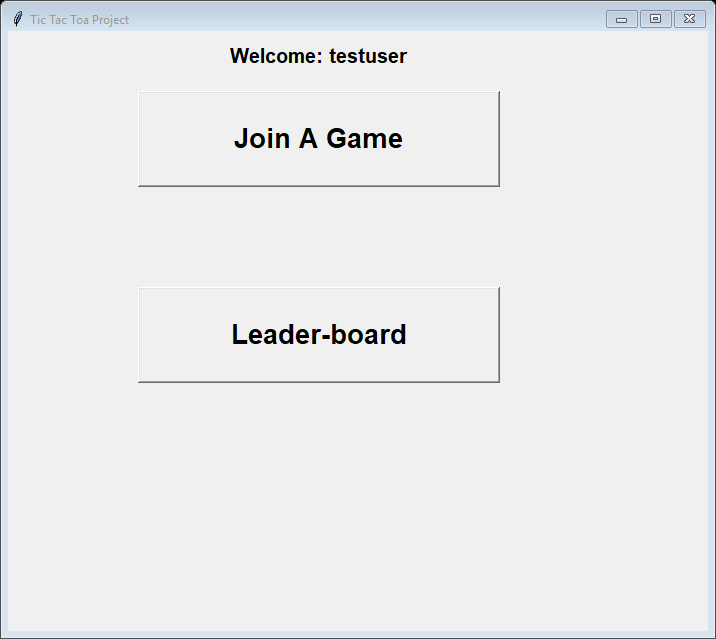 Tic Tac Toa Project
Welcome: testuser
Join A Game
Leader-board